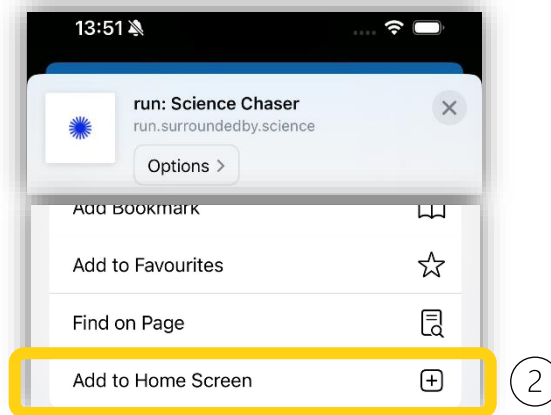 13:51
run: Science Chaser
run.surroundedby.science
Options >
Add Bookmark
Add to Favourites
Find on Page
Add to Home Screen
2